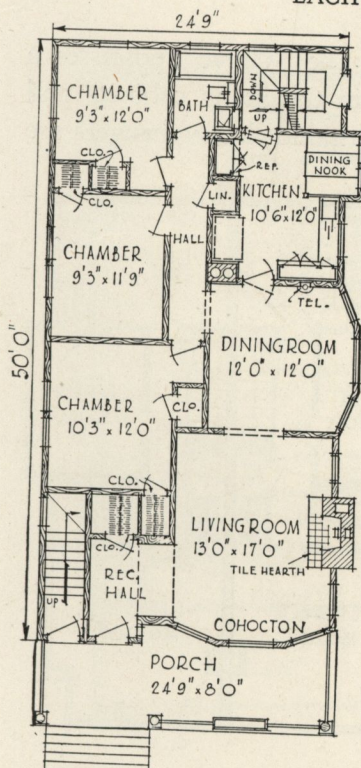 EACH
24'9"
CHAMBER
9'3" x 12'0"
BATH
DOWN
UP
CLO.
CLO.
REF.
DINING
NOOK
LIN.
KITCHEN
10'6" x 12'0"
HALL
CHAMBER
9'3" x 11'9"
TEL.
50'0"
DINING ROOM
12'0" x 12'0"
CHAMBER
10'3" x 12'0"
CLO.
CLO.
LIVING ROOM
13'0" x 17'0"
TILE HEARTH
CLO.
REC.
HALL
UP
COHOCTON
PORCH
24'9" x 8'0"